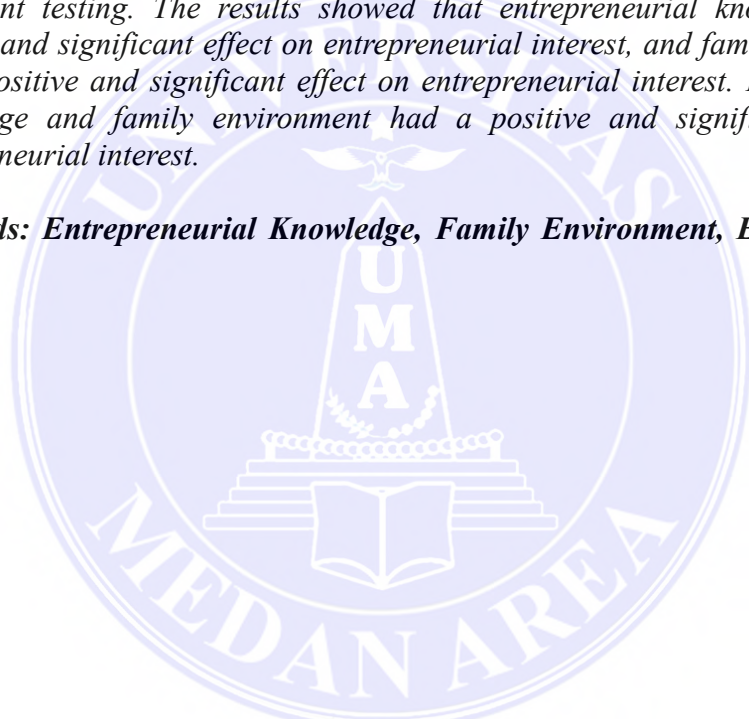 nt testing. The results showed that entrepreneurial kno
and significant effect on entrepreneurial interest, and fam
ositive and significant effect on entrepreneurial interest.
ge and family environment had a positive and signif
neurial interest.
ds: Entrepreneurial Knowledge, Family Environment, E
UNIVERSITAS
UMA
MEDAN AREA